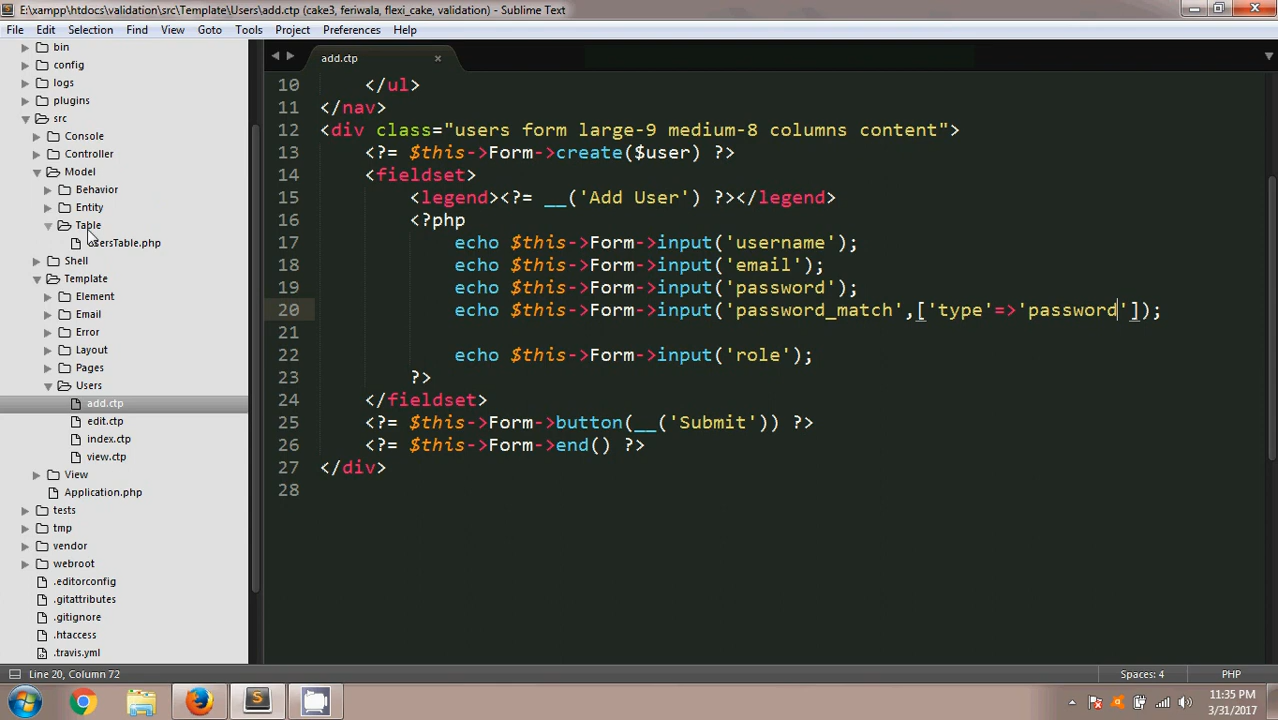 E:\xampp\htdocs\validation\src\Template\Users\add.ctp (cake3, feriwala, flexi_cake, validation) - Sublime Text
File Edit Selection Find View Goto Tools Project Preferences Help
bin
config
logs
plugins
src
Console
Controller
Model
Behavior
Entity
Table
sersTable.php
Shell
Template
Element
Email
Error
Layout
Pages
Users
add.ctp
edit.ctp
index.ctp
view.ctp
View
Application.php
tests
tmp
vendor
webroot
.editorconfig
.gitattributes
.gitignore
.htaccess
.travis.yml
add.ctp
10 </ul>
11 </nav>
12 <div class="users form large-9 medium-8 columns content">
13 <?= $this->Form->create($user) ?>
14 <fieldset>
15 <legend><?= __('Add User') ?></legend>
16 <?php
17 echo $this->Form->input('username');
18 echo $this->Form->input('email');
19 echo $this->Form->input('password');
20 echo $this->Form->input('password_match',['type'=>'password']);
21
22 echo $this->Form->input('role');
23 ?>
24 </fieldset>
25 <?= $this->Form->button(__('Submit')) ?>
26 <?= $this->Form->end() ?>
27 </div>
28
Line 20, Column 72
Spaces: 4
PHP
11:35 PM
3/31/2017